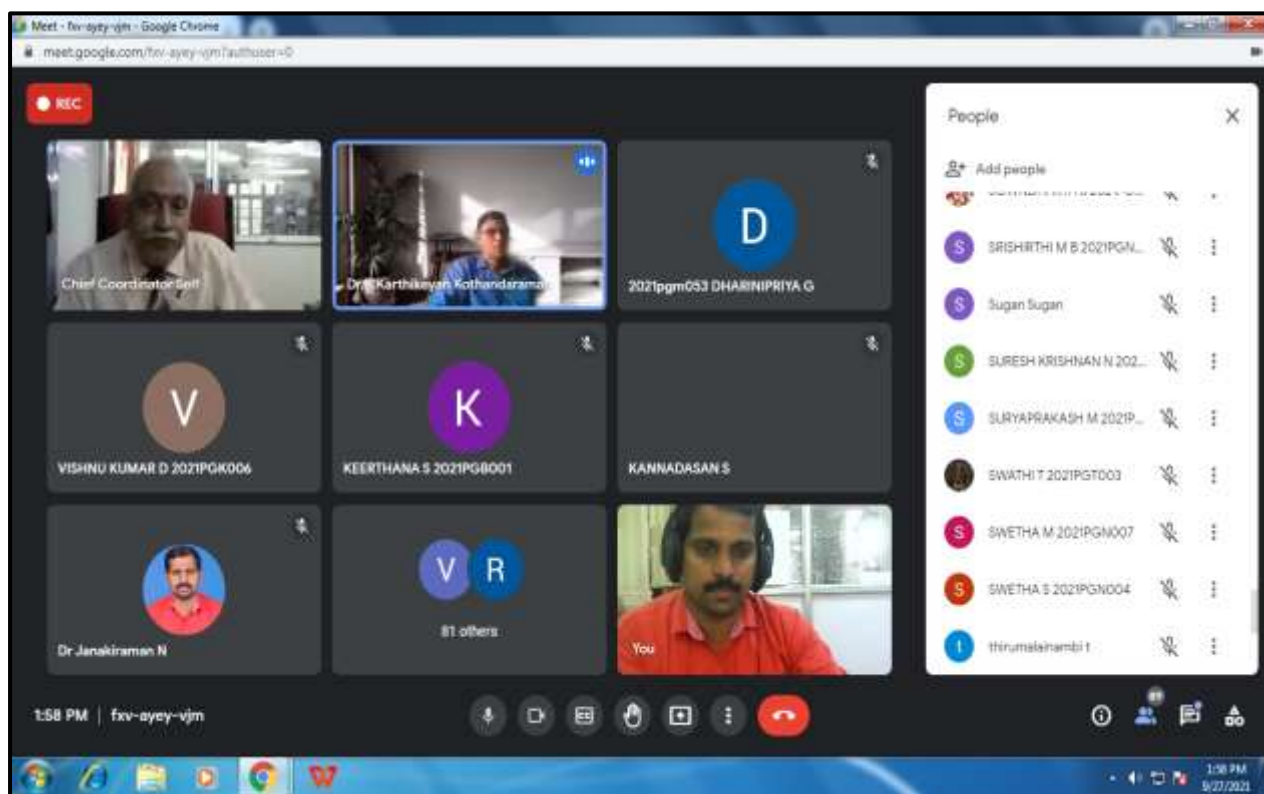 Meet - fxv-ayey-vjm - Google Chrome
meet.google.com/fxv-ayey-vjm?authuser=0
REC
Chief Coordinator Self
Karthikeyan Kothandaraman
D
2021pgm053 DHARINIPRIYA G
V
VISHNU KUMAR D 2021PGK006
K
KEERTHANA S 2021PGB001
KANNADASAN S
Dr Janakiraman N
V R
81 others
You
People
Add people
S SRISHIRTHI M B 2021PGN...
S Sugan Sugan
S SURESH KRISHNAN N 202...
S SURYAPRAKASH M 2021P...
SWATHI T 2021PGT003
S SWETHA M 2021PGN007
S SWETHA S 2021PGN004
t thirumalainambi t
1:58 PM | fxv-ayey-vjm
89
1:58 PM
9/27/2021